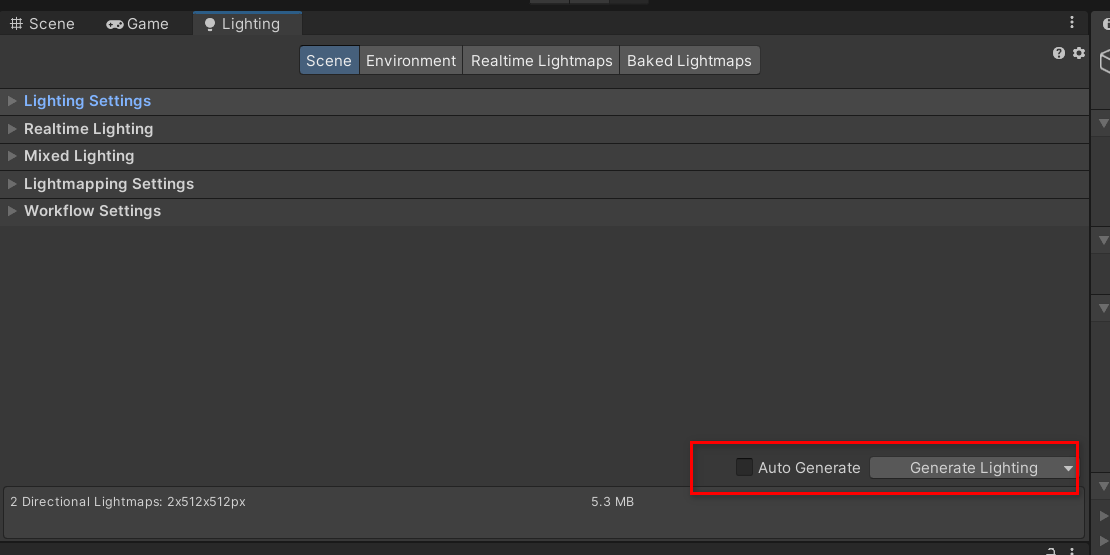 Scene Game Lighting
Scene Environment Realtime Lightmaps Baked Lightmaps
Lighting Settings
Realtime Lighting
Mixed Lighting
Lightmapping Settings
Workflow Settings
Auto Generate Generate Lighting
2 Directional Lightmaps: 2x512x512px 5.3 MB